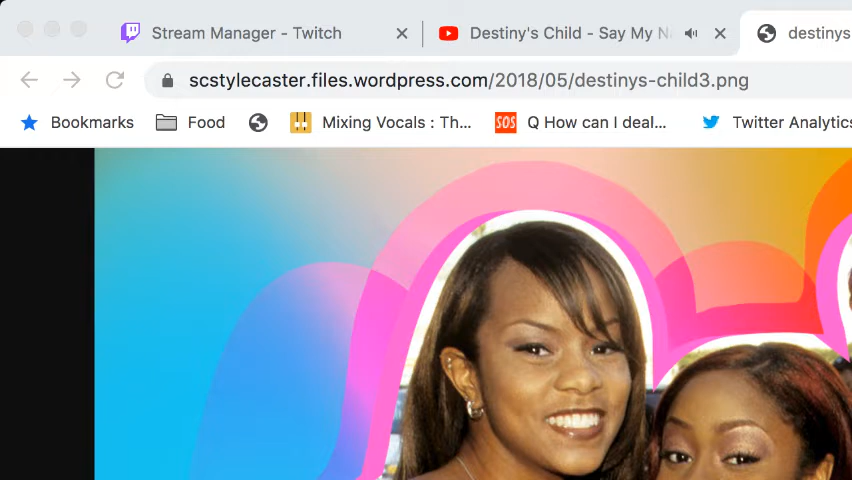 Stream Manager - Twitch
Destiny's Child - Say My N
destinys
scstylecaster.files.wordpress.com/2018/05/destinys-child3.png
Bookmarks Food Mixing Vocals : Th... SOS Q How can I deal... Twitter Analytics